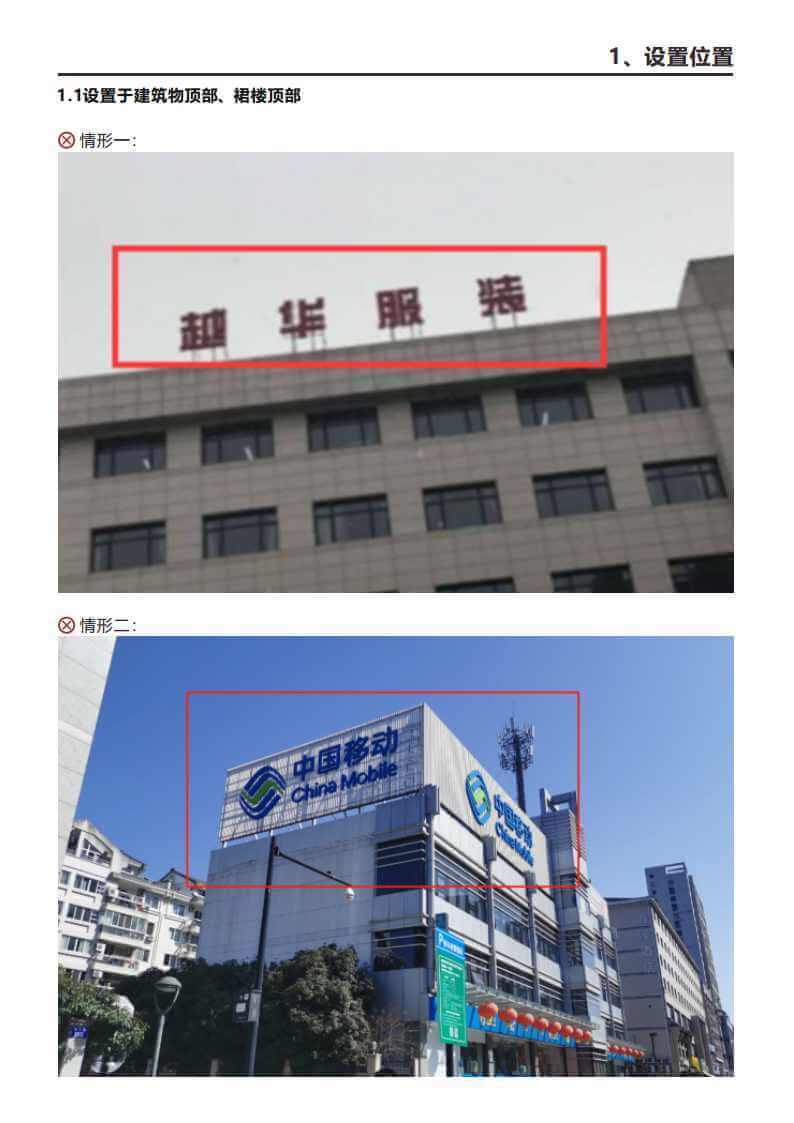 1、设置位置
1.1设置于建筑物顶部、裙楼顶部
情形一：
越华服装
情形二：
中国移动
China Mobile
中国移动
China Mobile
P